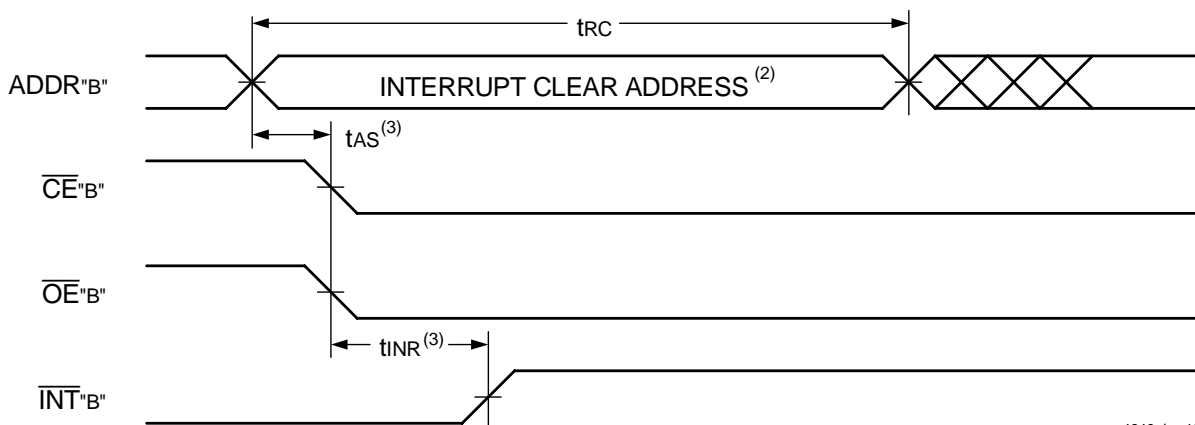 tRC
ADDR"B"
INTERRUPT CLEAR ADDRESS (2)
tAS(3)
CE"B"
OE"B"
tINR(3)
INT"B"